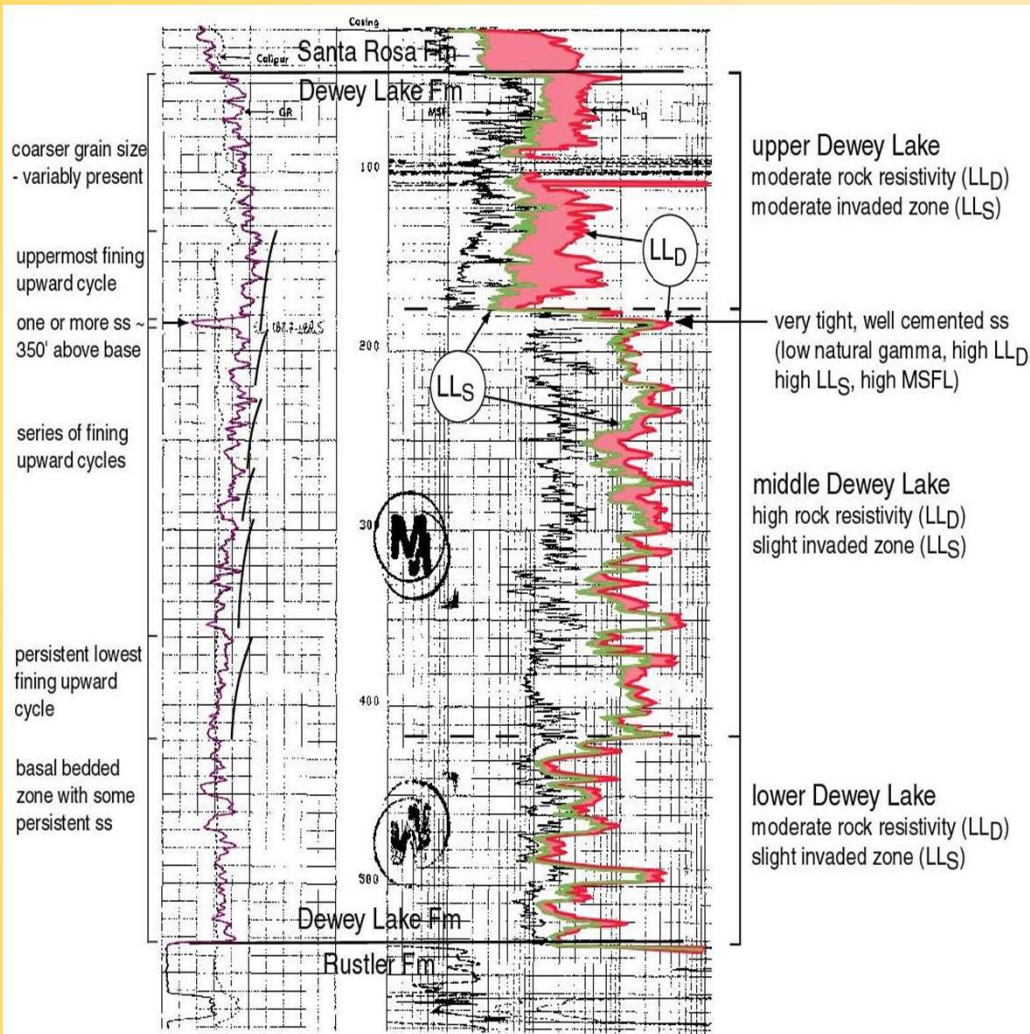 Casing
Santa Rosa Fm
Caliper
Dewey Lake Fm
GR
MSF
LLD
coarser grain size
- variably present
uppermost fining
upward cycle
one or more ss ~
350' above base
series of fining
upward cycles
persistent lowest
fining upward
cycle
basal bedded
zone with some
persistent ss
100
200
300
400
500
LLD
LLS
M
Dewey Lake Fm
Rustler Fm
upper Dewey Lake
moderate rock resistivity (LLD)
moderate invaded zone (LLS)
very tight, well cemented ss
(low natural gamma, high LLD
high LLS, high MSFL)
middle Dewey Lake
high rock resistivity (LLD)
slight invaded zone (LLS)
lower Dewey Lake
moderate rock resistivity (LLD)
slight invaded zone (LLS)